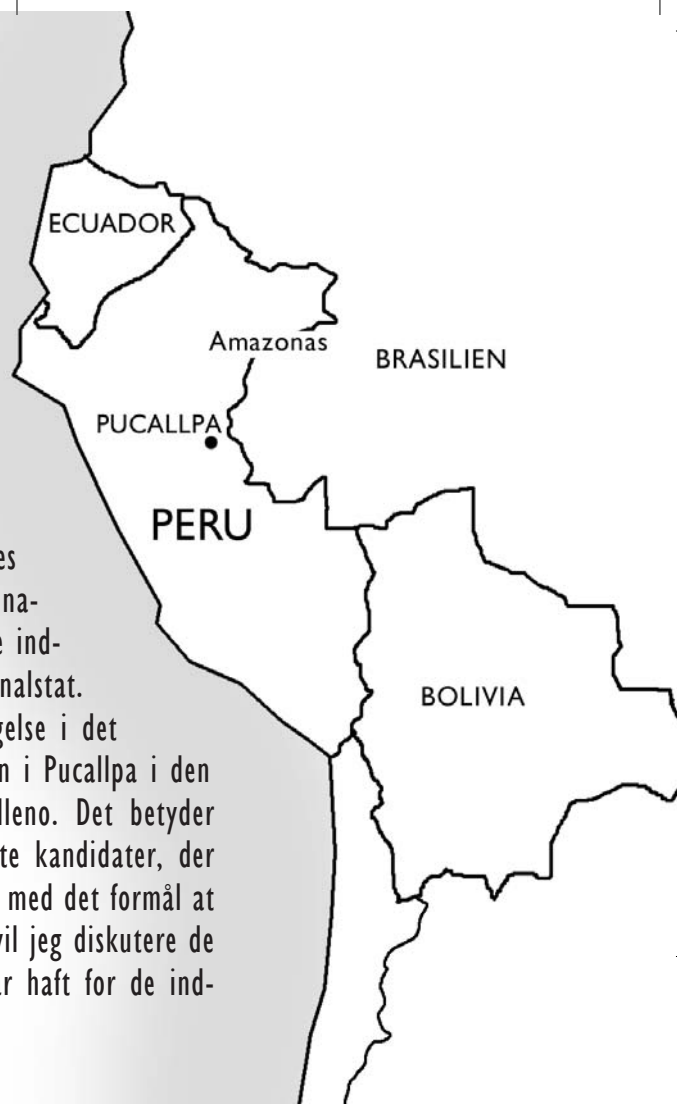 ECUADOR
Amazonas
BRASILIEN
PUCALLPA
PERU
BOLIVIA
es
na-
e ind-
nalstat.
gelse i det
n i Pucallpa i den
lleno. Det betyder
te kandidater, der
med det formål at
vil jeg diskutere de
ar haft for de ind-